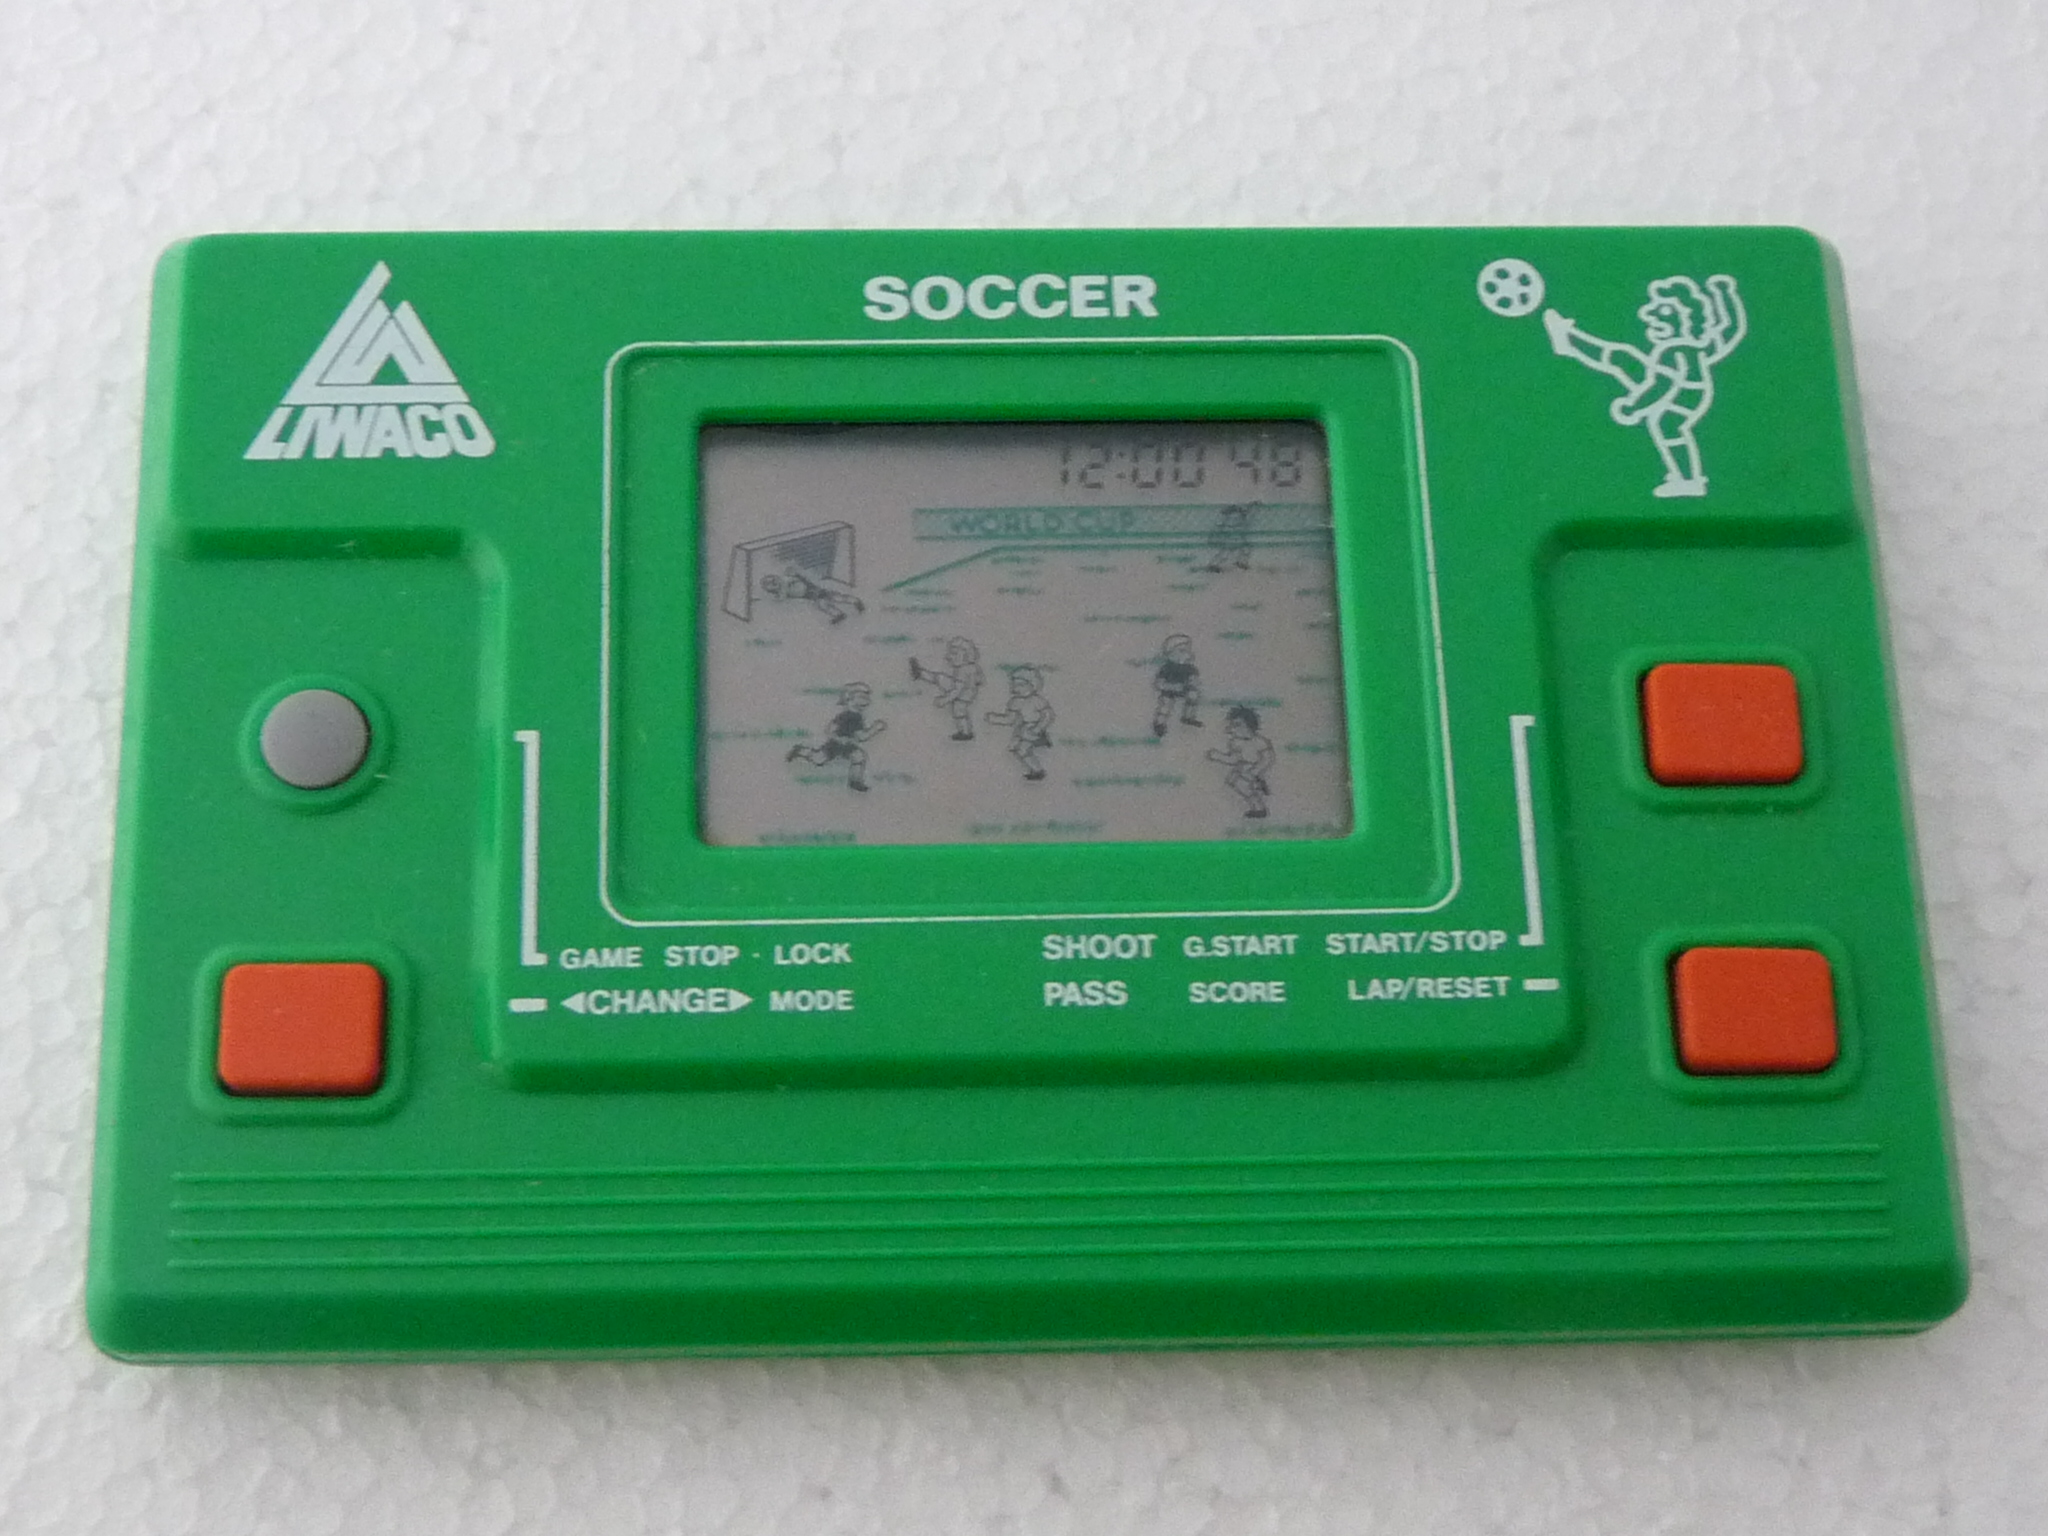 SOCCER
LIWACO
12:00 48
WORLD CUP
GAME STOP · LOCK
◀CHANGE▶ MODE
SHOOT G.START START/STOP
PASS SCORE LAP/RESET